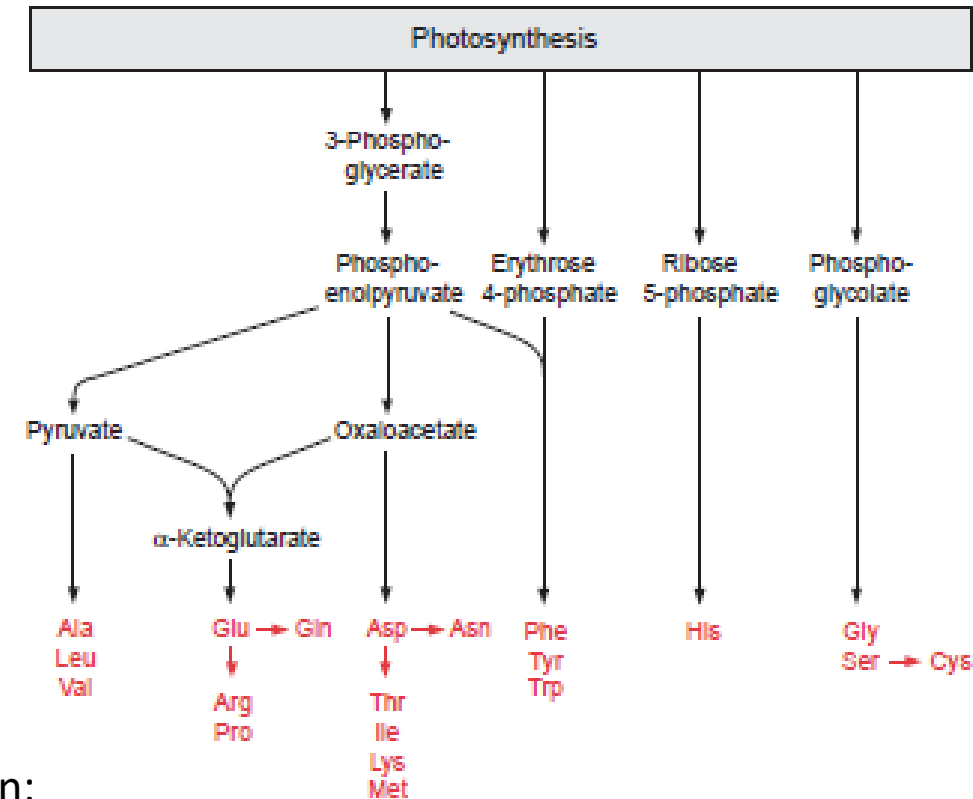 Photosynthesis
3-Phospho-
glycerate
Phospho-
enolpyruvate
Erythrose
4-phosphate
Ribose
5-phosphate
Phospho-
glycolate
Pyruvate
Oxaloacetate
α-Ketoglutarate
Ala
Leu
Val
Glu → Gln
Arg
Pro
Asp → Asn
Thr
Ile
Lys
Met
Phe
Tyr
Trp
His
Gly
Ser → Cys
n: